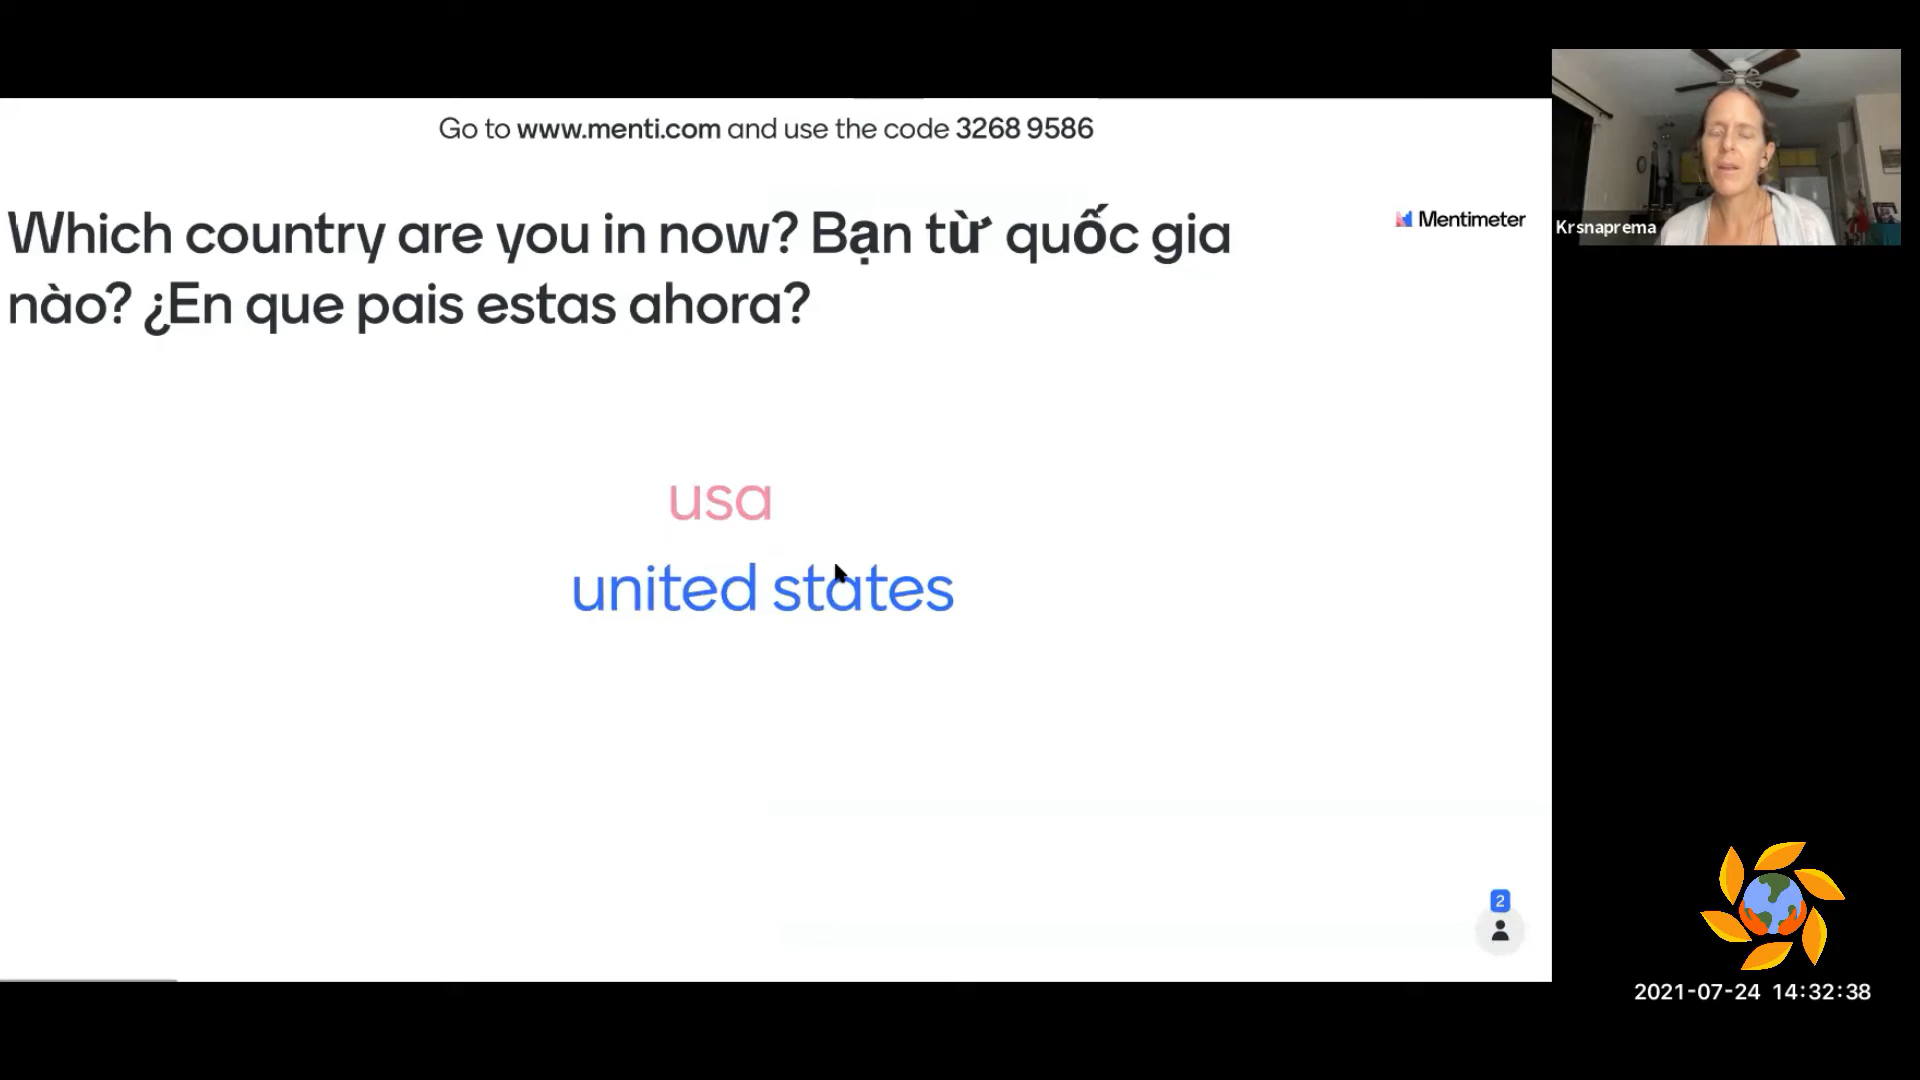 Go to www.menti.com and use the code 3268 9586
Which country are you in now? Bạn từ quốc gia
nào? ¿En que pais estas ahora?
Mentimeter
Krsnaprema
usa
united states
2
2021-07-24 14:32:38